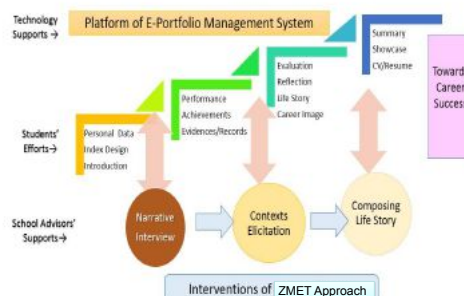 Technology
Supports →
Platform of E-Portfolio Management System
Summary
Showcase
CV/Resume
Evaluation
Reflection
Life Story
Career Image
Performance
Achievements
Evidences/Records
Students'
Efforts→
Personal Data
Index Design
Introduction
Toward
Career
Success
School Advisors'
Supports→
Narrative
Interview
Contexts
Elicitation
Composing
Life Story
Interventions of ZMET Approach